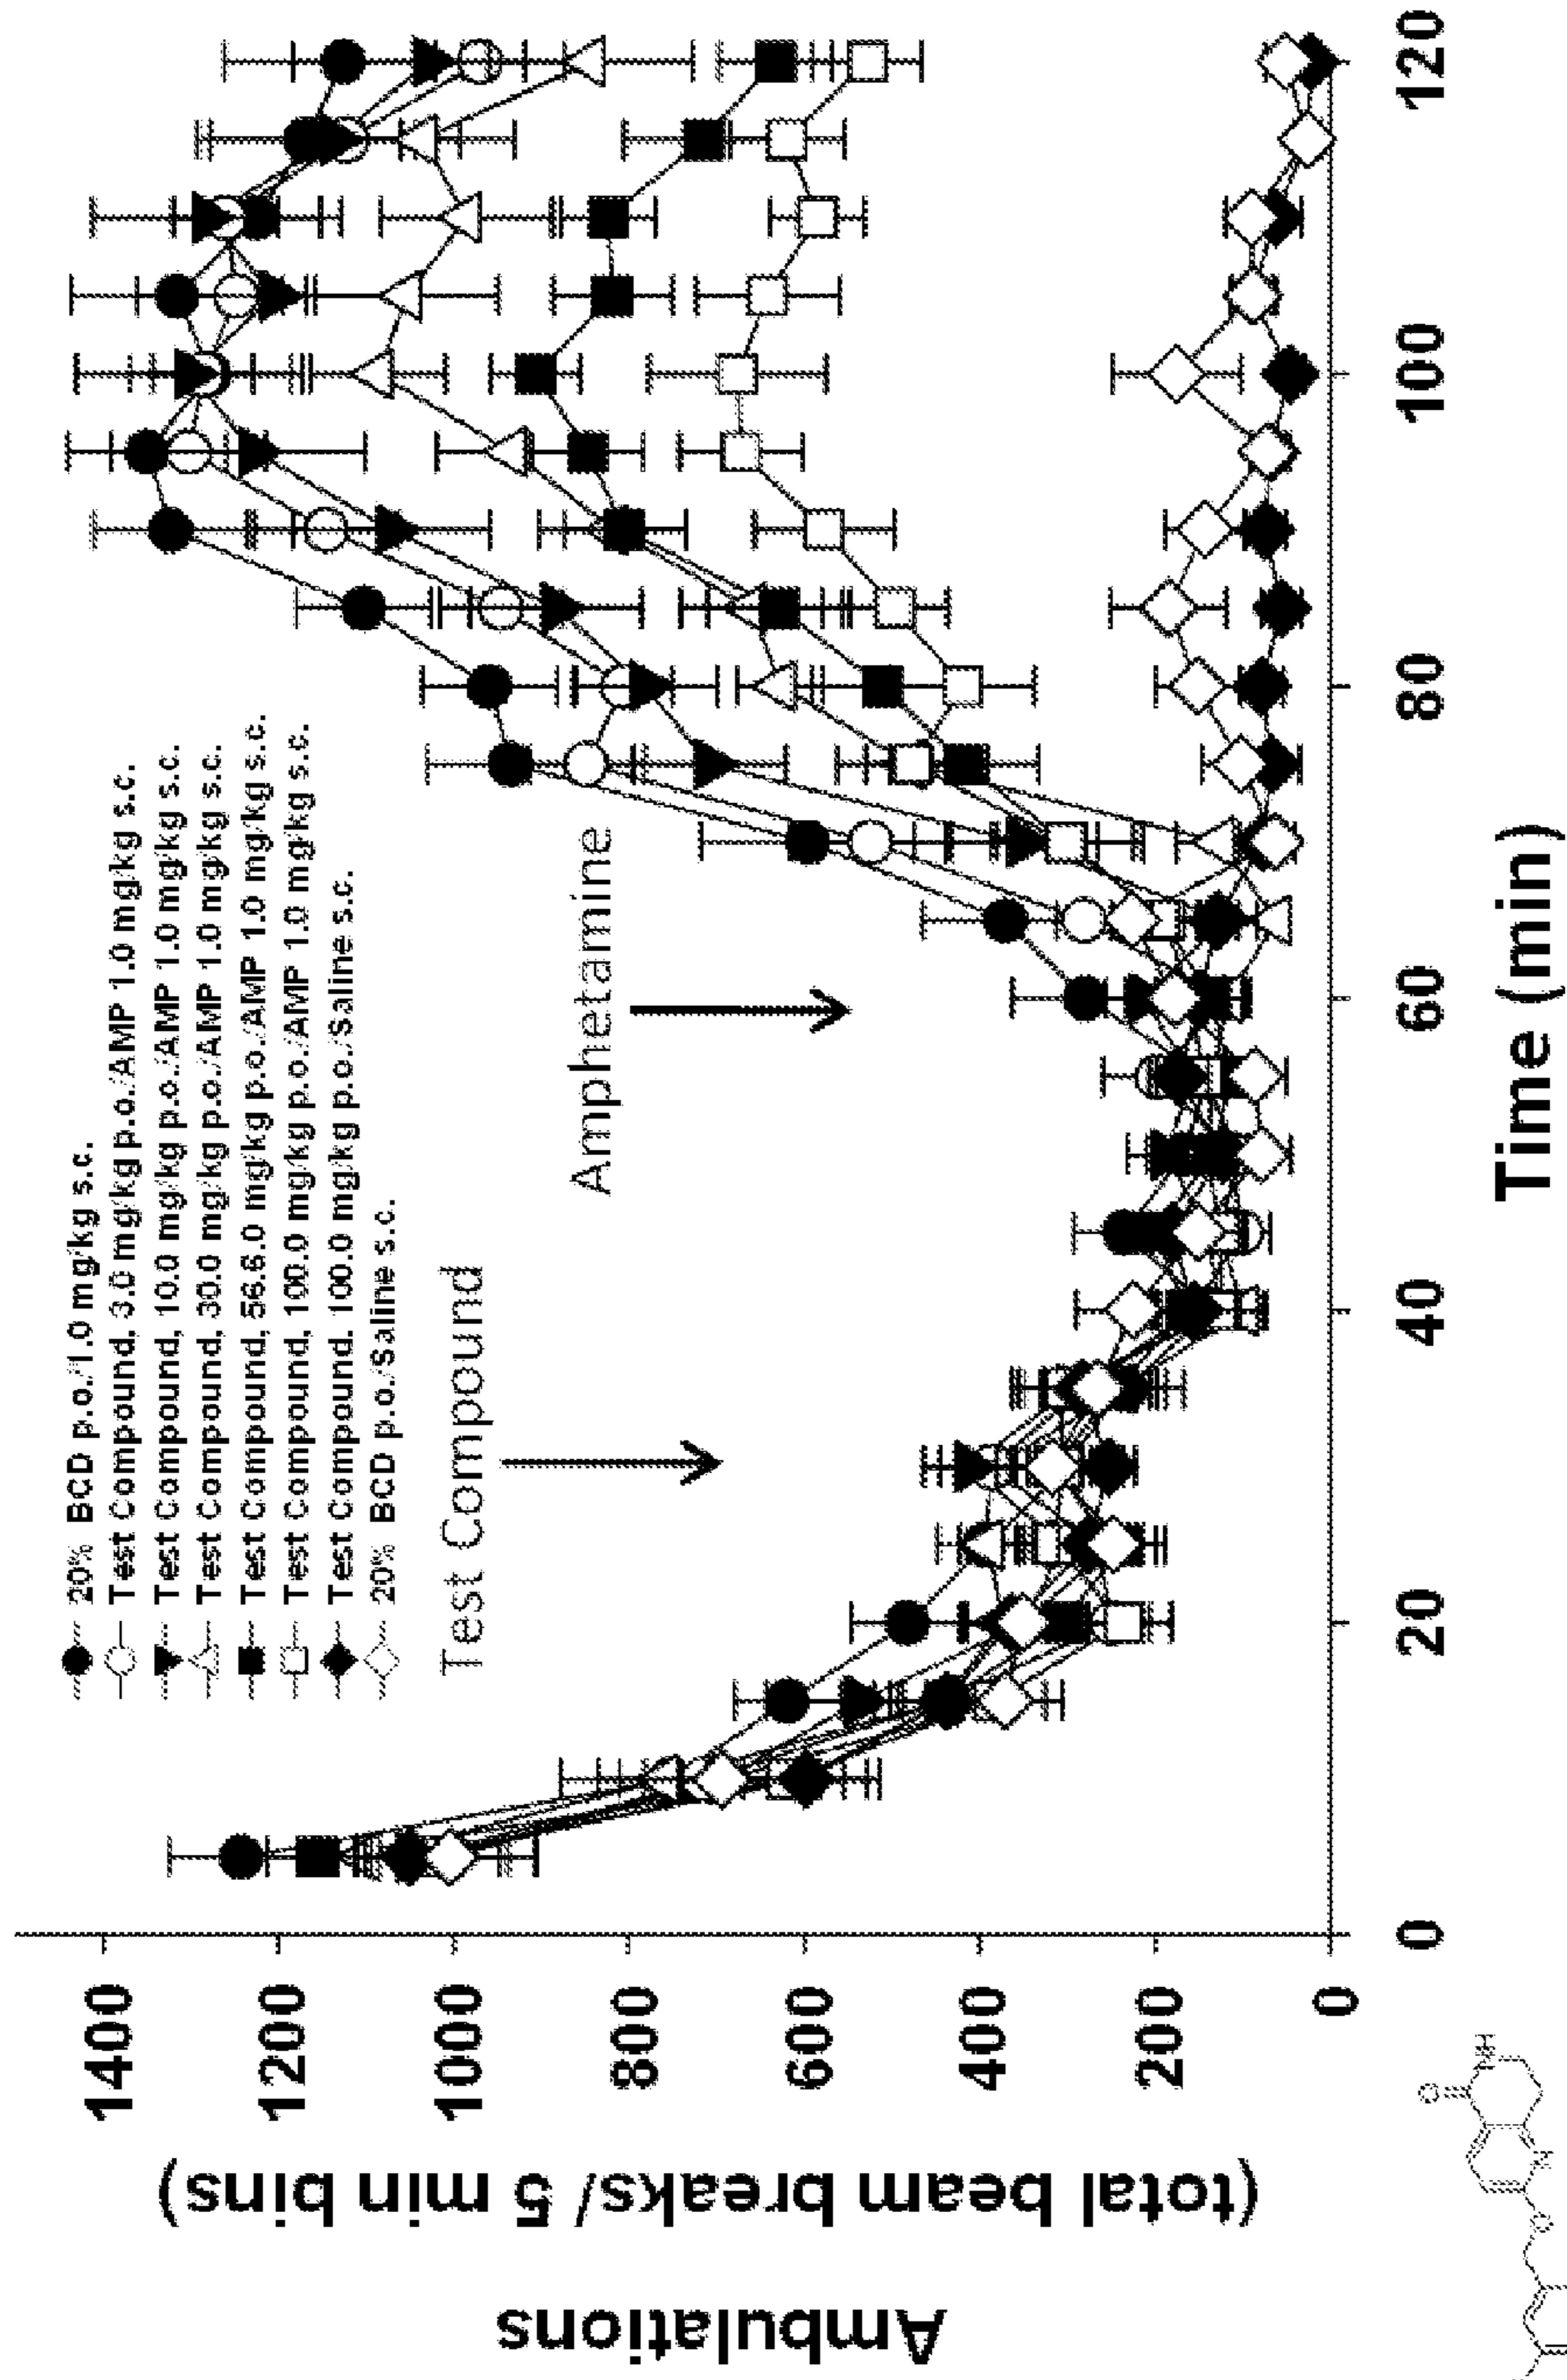 20% BCD p.o./1.0 mg/kg s.c.
Test Compound, 3.0 mg/kg p.o./AMP 1.0 mg/kg s.c.
Test Compound, 10.0 mg/kg p.o./AMP 1.0 mg/kg s.c.
Test Compound, 30.0 mg/kg p.o./AMP 1.0 mg/kg s.c.
Test Compound, 56.6.0 mg/kg p.o./AMP 1.0 mg/kg s.c.
Test Compound, 100.0 mg/kg p.o./AMP 1.0 mg/kg s.c.
Test Compound, 100.0 mg/kg p.o./Saline s.c.
20% BCD p.o./Saline s.c.
Test Compound
Amphetamine
Ambulations
(total beam breaks/ 5 min bins)
1400
1200
1000
800
600
400
200
0
0 20 40 60 80 100 120
Time (min)
O
NH
N
O